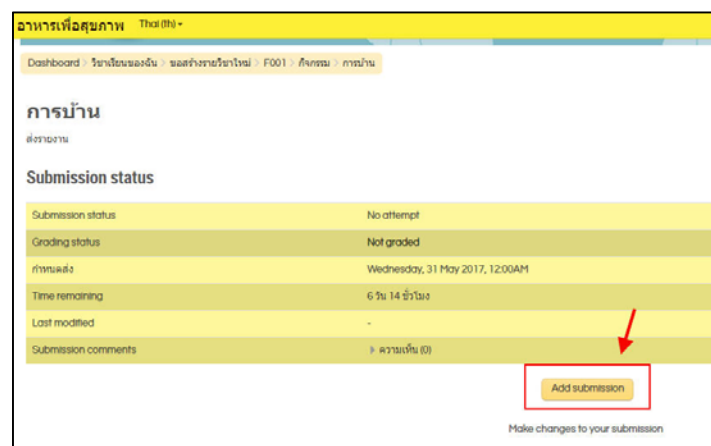 อาหารเพื่อสุขภาพ Thai (th)
Dashboard > วิชาเรียนของฉัน > ขอสร้างรายวิชาใหม่ > F001 > กิจกรรม > การบ้าน
การบ้าน
ส่งรายงาน
Submission status
Submission status No attempt
Grading status Not graded
กำหนดส่ง Wednesday, 31 May 2017, 12:00AM
Time remaining 6 วัน 14 ชั่วโมง
Last modified -
Submission comments ความเห็น (0)
Add submission
Make changes to your submission